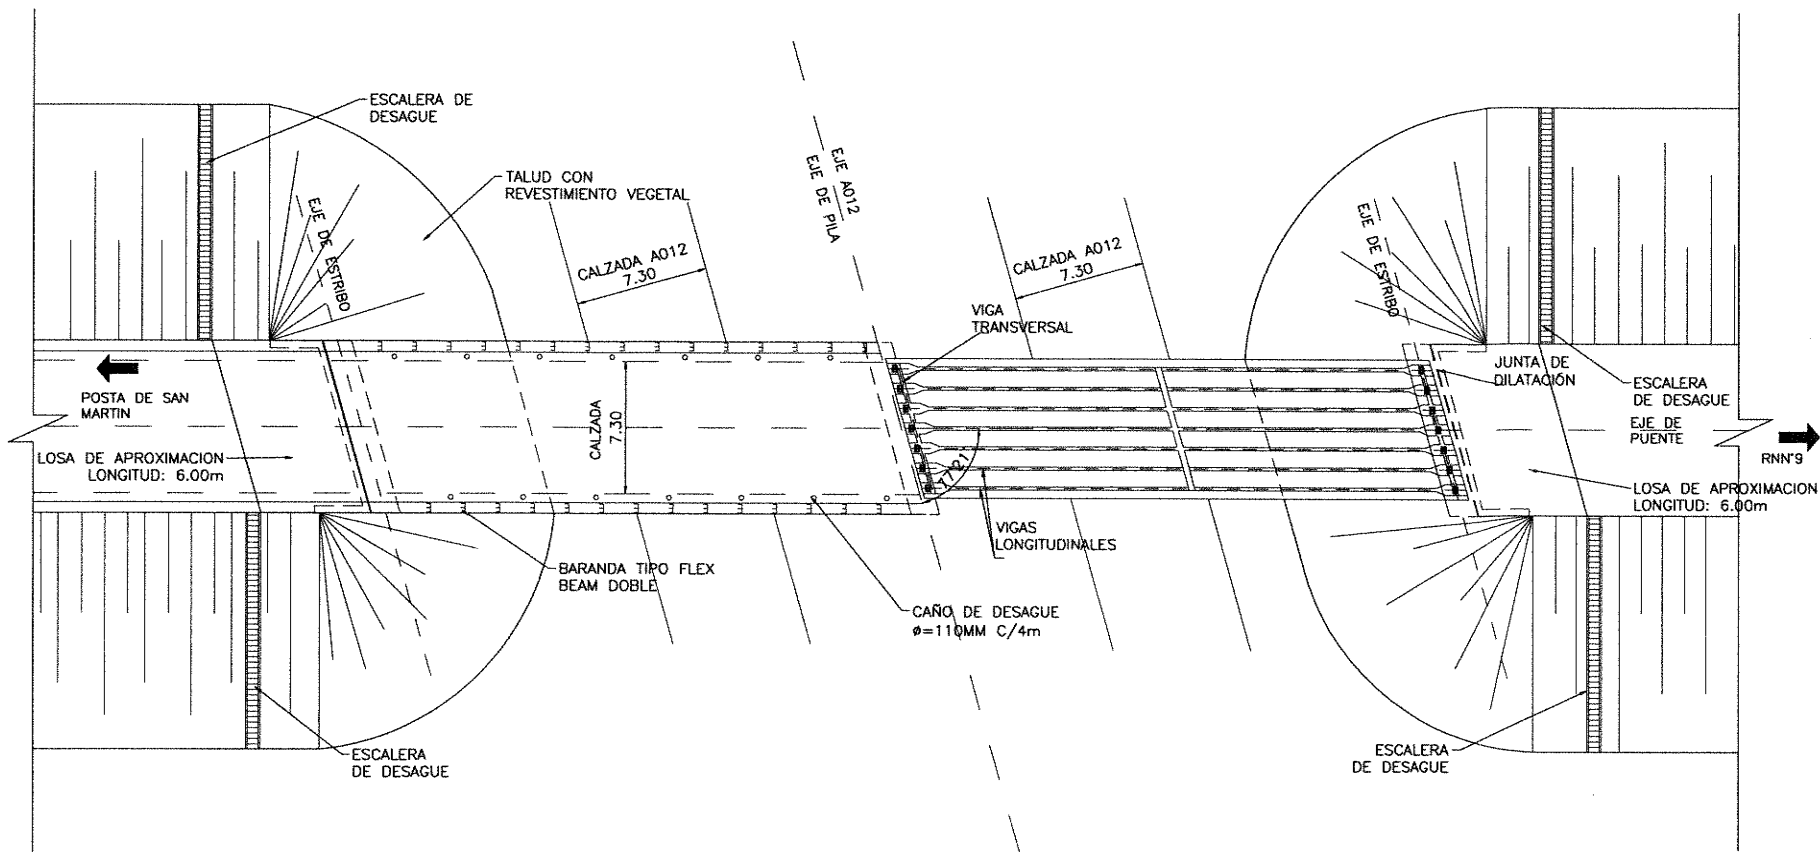 ESCALERA DE
DESAGUE
TALUD CON
REVESTIMIENTO VEGETAL
EJE DE ESTRIBO
CALZADA A012
7.30
EJE A012
EJE DE PILA
CALZADA A012
7.30
VIGA
TRANSVERSAL
EJE DE ESTRIBO
JUNTA DE
DILATACIÓN
ESCALERA
DE DESAGUE
EJE DE
PUENTE
RNN°9
POSTA DE SAN
MARTIN
LOSA DE APROXIMACION
LONGITUD: 6.00m
CALZADA
7.30
77.21
LOSA DE APROXIMACION
LONGITUD: 6.00m
VIGAS
LONGITUDINALES
BARANDA TIPO FLEX
BEAM DOBLE
CAÑO DE DESAGUE
ø=110MM C/4m
ESCALERA
DE DESAGUE
ESCALERA
DE DESAGUE